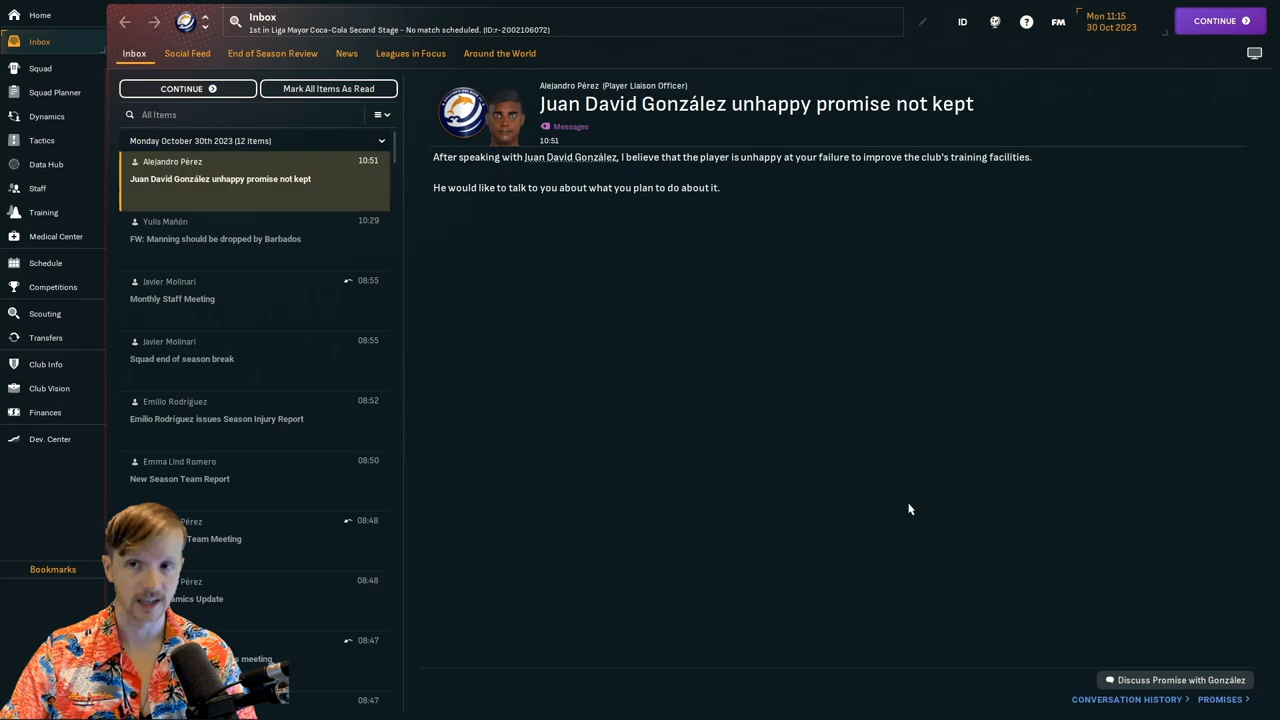 Home
Inbox
Squad
Squad Planner
Dynamics
Tactics
Data Hub
Staff
Training
Medical Center
Schedule
Competitions
Scouting
Transfers
Club Info
Club Vision
Finances
Dev. Center
Bookmarks
Inbox
1st in Liga Mayor Coca-Cola Second Stage - No match scheduled. (ID:r-2002106072)
ID
FM
Mon 11:15
30 Oct 2023
CONTINUE
Inbox
Social Feed
End of Season Review
News
Leagues in Focus
Around the World
CONTINUE
Mark All Items As Read
All Items
Monday October 30th 2023 (12 items)
Alejandro Pérez 10:51
Juan David González unhappy promise not kept
Yulis Mañón 10:29
FW: Manning should be dropped by Barbados
Javier Molinari 08:55
Monthly Staff Meeting
Javier Molinari 08:55
Squad end of season break
Emilio Rodríguez 08:52
Emilio Rodríguez issues Season Injury Report
Emma Lind Romero 08:50
New Season Team Report
Pérez 08:48
Team Meeting
Pérez 08:48
amics Update
08:47
s meeting
08:47
Alejandro Pérez (Player Liaison Officer)
Juan David González unhappy promise not kept
Messages
10:51
After speaking with Juan David González, I believe that the player is unhappy at your failure to improve the club's training facilities.
He would like to talk to you about what you plan to do about it.
Discuss Promise with González
CONVERSATION HISTORY >
PROMISES >